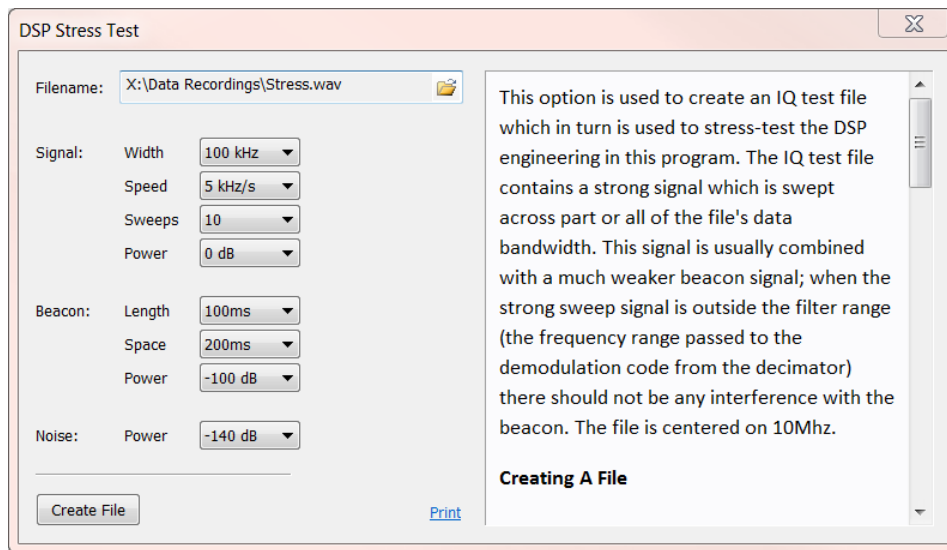 DSP Stress Test
Filename: X:\Data Recordings\Stress.wav
Signal: Width 100 kHz
Speed 5 kHz/s
Sweeps 10
Power 0 dB
Beacon: Length 100ms
Space 200ms
Power -100 dB
Noise: Power -140 dB
Create File
Print
This option is used to create an IQ test file
which in turn is used to stress-test the DSP
engineering in this program. The IQ test file
contains a strong signal which is swept
across part or all of the file's data
bandwidth. This signal is usually combined
with a much weaker beacon signal; when the
strong sweep signal is outside the filter range
(the frequency range passed to the
demodulation code from the decimator)
there should not be any interference with the
beacon. The file is centered on 10Mhz.
Creating A File